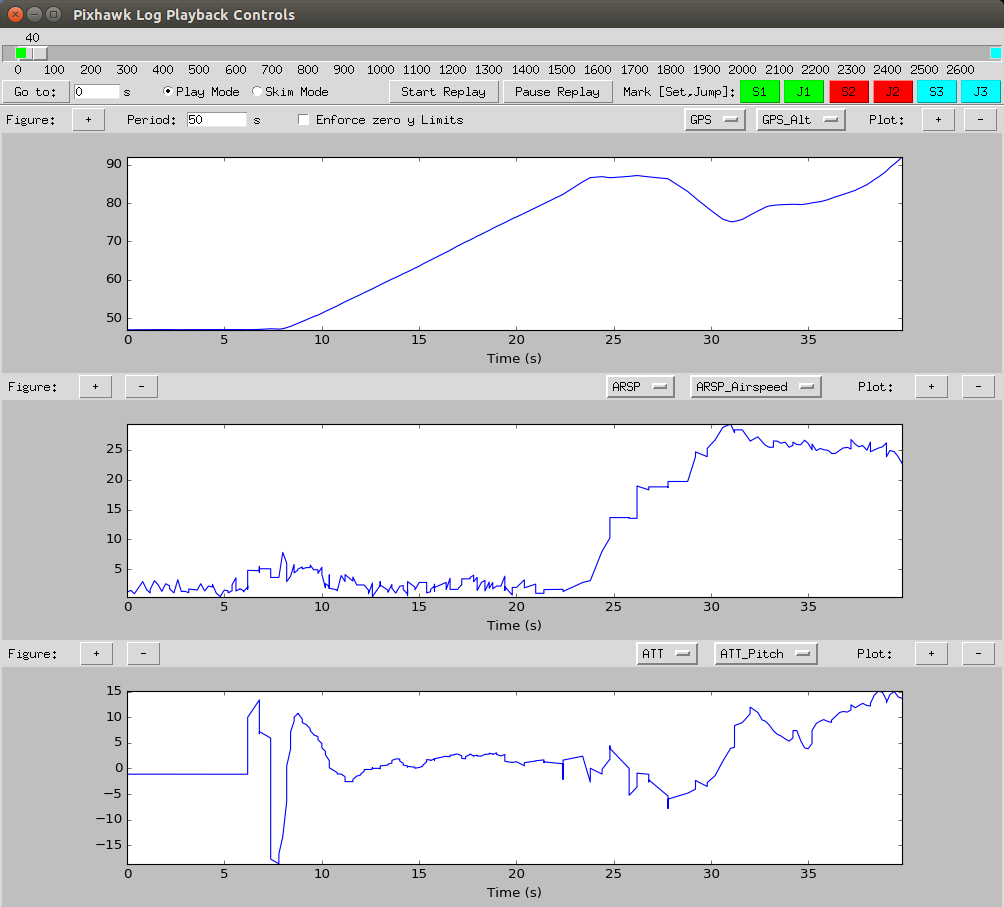 Pixhawk Log Playback Controls
40
0 100 200 300 400 500 600 700 800 900 1000 1100 1200 1300 1400 1500 1600 1700 1800 1900 2000 2100 2200 2300 2400 2500 2600
Go to: 0 s Play Mode Skim Mode Start Replay Pause Replay Mark [Set,Jump]: S1 J1 S2 J2 S3 J3
Figure: + Period: 50 s Enforce zero y Limits GPS GPS_Alt Plot: + -
90
80
70
60
50
0 5 10 15 20 25 30 35
Time (s)
Figure: + - ARSP ARSP_Airspeed Plot: + -
25
20
15
10
5
0 5 10 15 20 25 30 35
Time (s)
Figure: + - ATT ATT_Pitch Plot: + -
15
10
5
0
−5
−10
−15
0 5 10 15 20 25 30 35
Time (s)